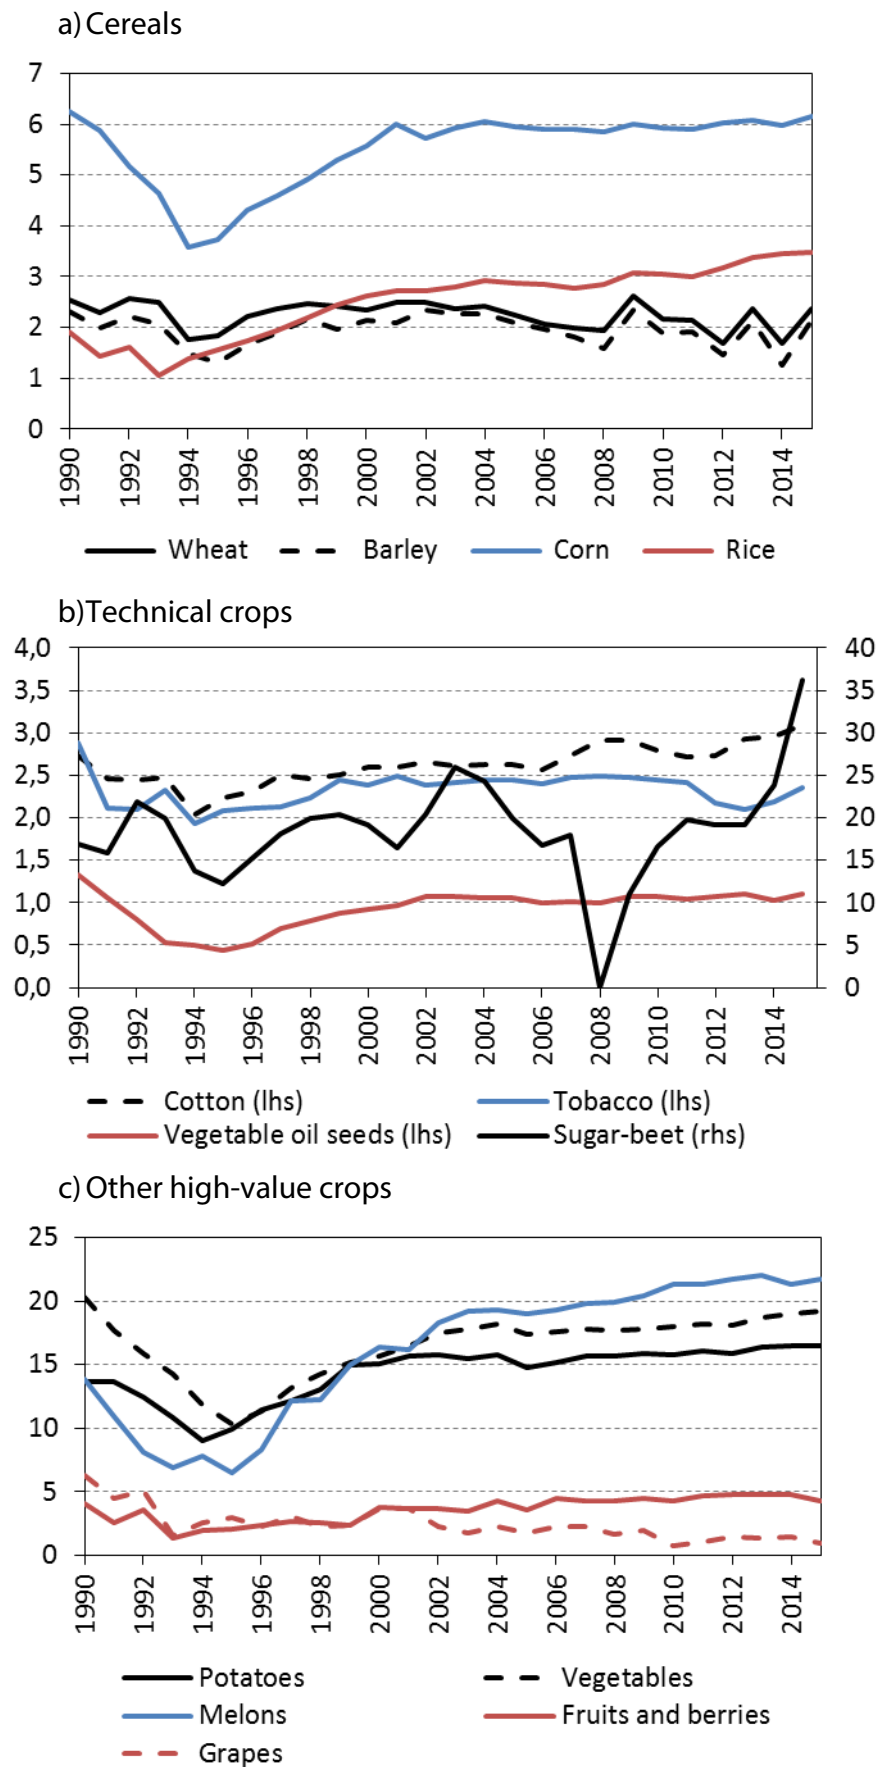 a) Cereals
7
6
5
4
3
2
1
0
1990 1992 1994 1996 1998 2000 2002 2004 2006 2008 2010 2012 2014
Wheat Barley Corn Rice
b)Technical crops
4,0 40
3,5 35
3,0 30
2,5 25
2,0 20
1,5 15
1,0 10
0,5 5
0,0 0
1990 1992 1994 1996 1998 2000 2002 2004 2006 2008 2010 2012 2014
Cotton (lhs) Tobacco (lhs)
Vegetable oil seeds (lhs) Sugar-beet (rhs)
c) Other high-value crops
25
20
15
10
5
0
1990 1992 1994 1996 1998 2000 2002 2004 2006 2008 2010 2012 2014
Potatoes Vegetables
Melons Fruits and berries
Grapes